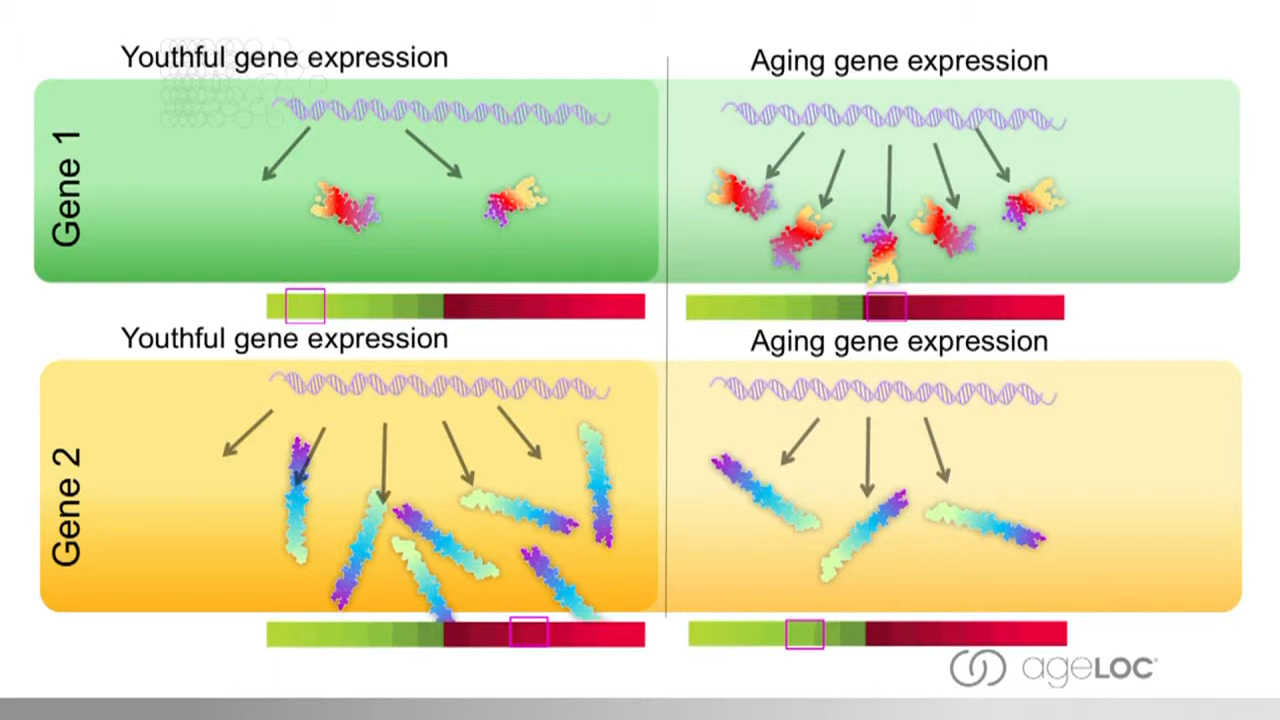 Youthful gene expression
Aging gene expression
Gene 1
Youthful gene expression
Aging gene expression
Gene 2
ageLOC®